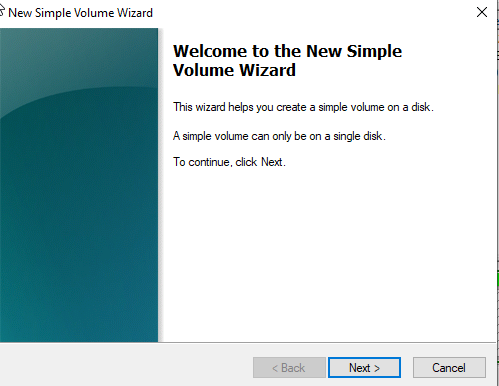 New Simple Volume Wizard
Welcome to the New Simple
Volume Wizard
This wizard helps you create a simple volume on a disk.
A simple volume can only be on a single disk.
To continue, click Next.
< Back
Next >
Cancel